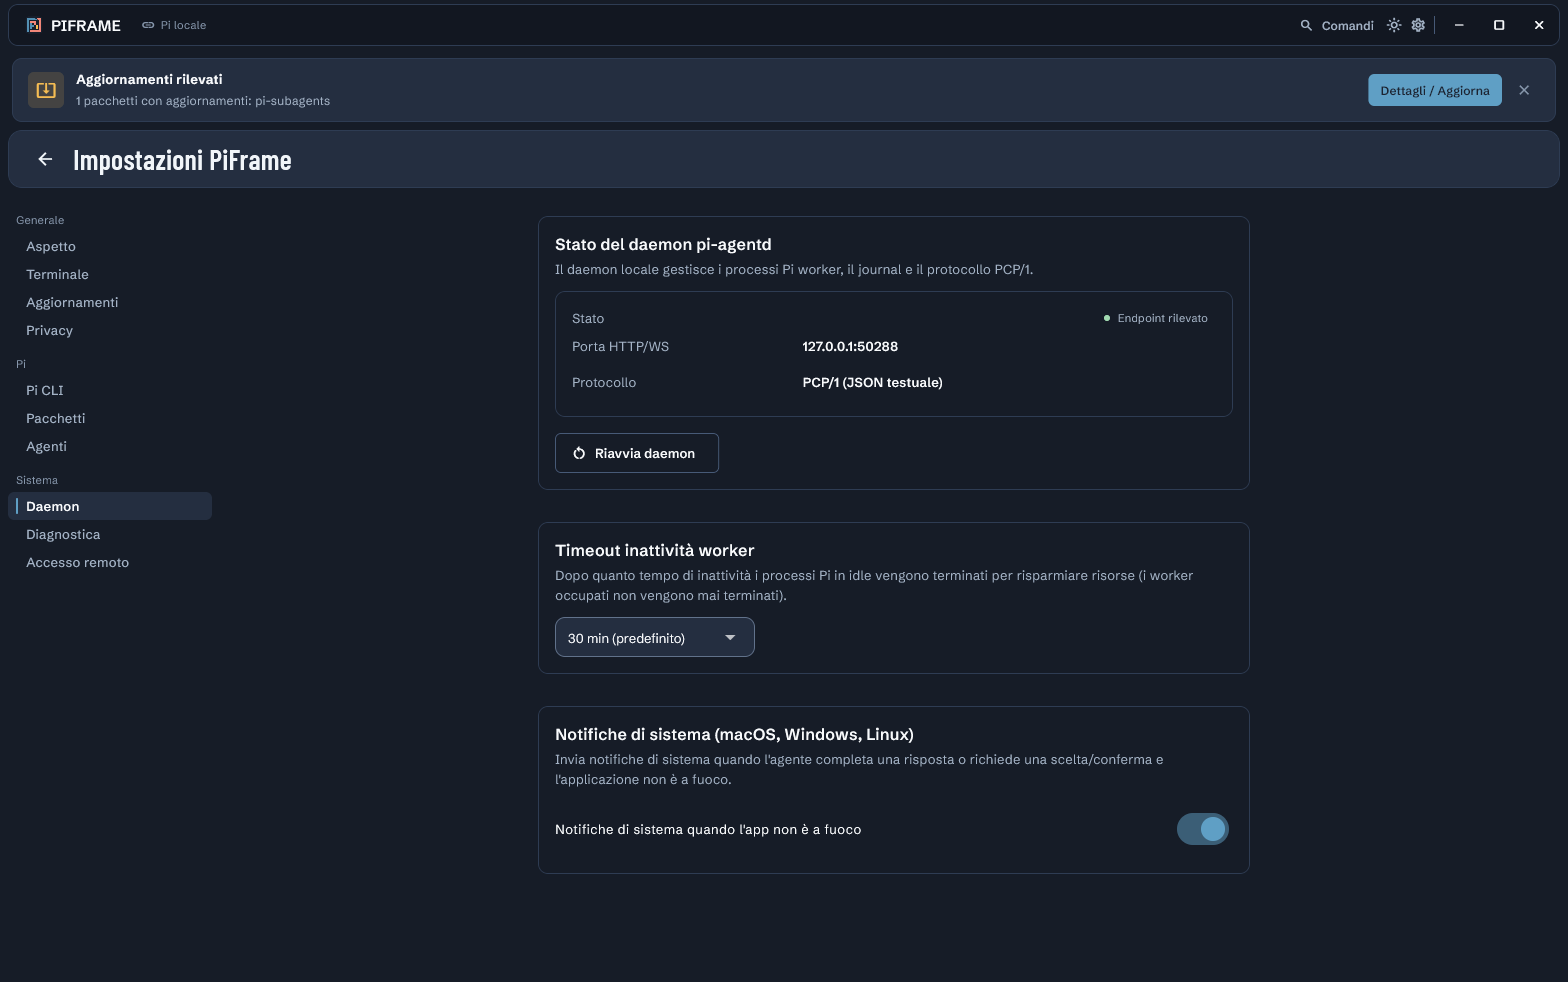 PIFRAME
Pi locale
Comandi
Aggiornamenti rilevati
1 pacchetti con aggiornamenti: pi-subagents
Dettagli / Aggiorna
Impostazioni PiFrame
Generale
Aspetto
Terminale
Aggiornamenti
Privacy
Pi
Pi CLI
Pacchetti
Agenti
Sistema
Daemon
Diagnostica
Accesso remoto
Stato del daemon pi-agentd
Il daemon locale gestisce i processi Pi worker, il journal e il protocollo PCP/1.
Stato
Endpoint rilevato
Porta HTTP/WS
127.0.0.1:50288
Protocollo
PCP/1 (JSON testuale)
Riavvia daemon
Timeout inattività worker
Dopo quanto tempo di inattività i processi Pi in idle vengono terminati per risparmiare risorse (i worker
occupati non vengono mai terminati).
30 min (predefinito)
Notifiche di sistema (macOS, Windows, Linux)
Invia notifiche di sistema quando l'agente completa una risposta o richiede una scelta/conferma e
l'applicazione non è a fuoco.
Notifiche di sistema quando l'app non è a fuoco